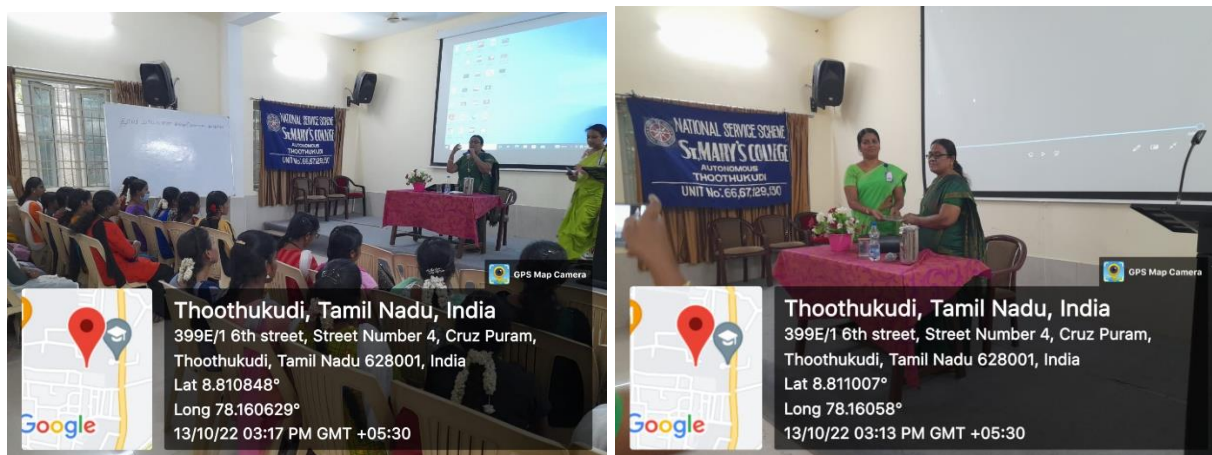 NATIONAL SERVICE SCHEME
ST.MARY'S COLLEGE
AUTONOMOUS
THOOTHUKUDI
UNIT No.66,67,129,130
GPS Map Camera
Thoothukudi, Tamil Nadu, India
399E/1 6th street, Street Number 4, Cruz Puram,
Thoothukudi, Tamil Nadu 628001, India
Lat 8.810848°
Long 78.160629°
13/10/22 03:17 PM GMT +05:30
Google
NATIONAL SERVICE SCHEME
ST.MARY'S COLLEGE
AUTONOMOUS
THOOTHUKUDI
UNIT No.66,67,129,130
GPS Map Camera
Thoothukudi, Tamil Nadu, India
399E/1 6th street, Street Number 4, Cruz Puram,
Thoothukudi, Tamil Nadu 628001, India
Lat 8.811007°
Long 78.16058°
13/10/22 03:13 PM GMT +05:30
Google